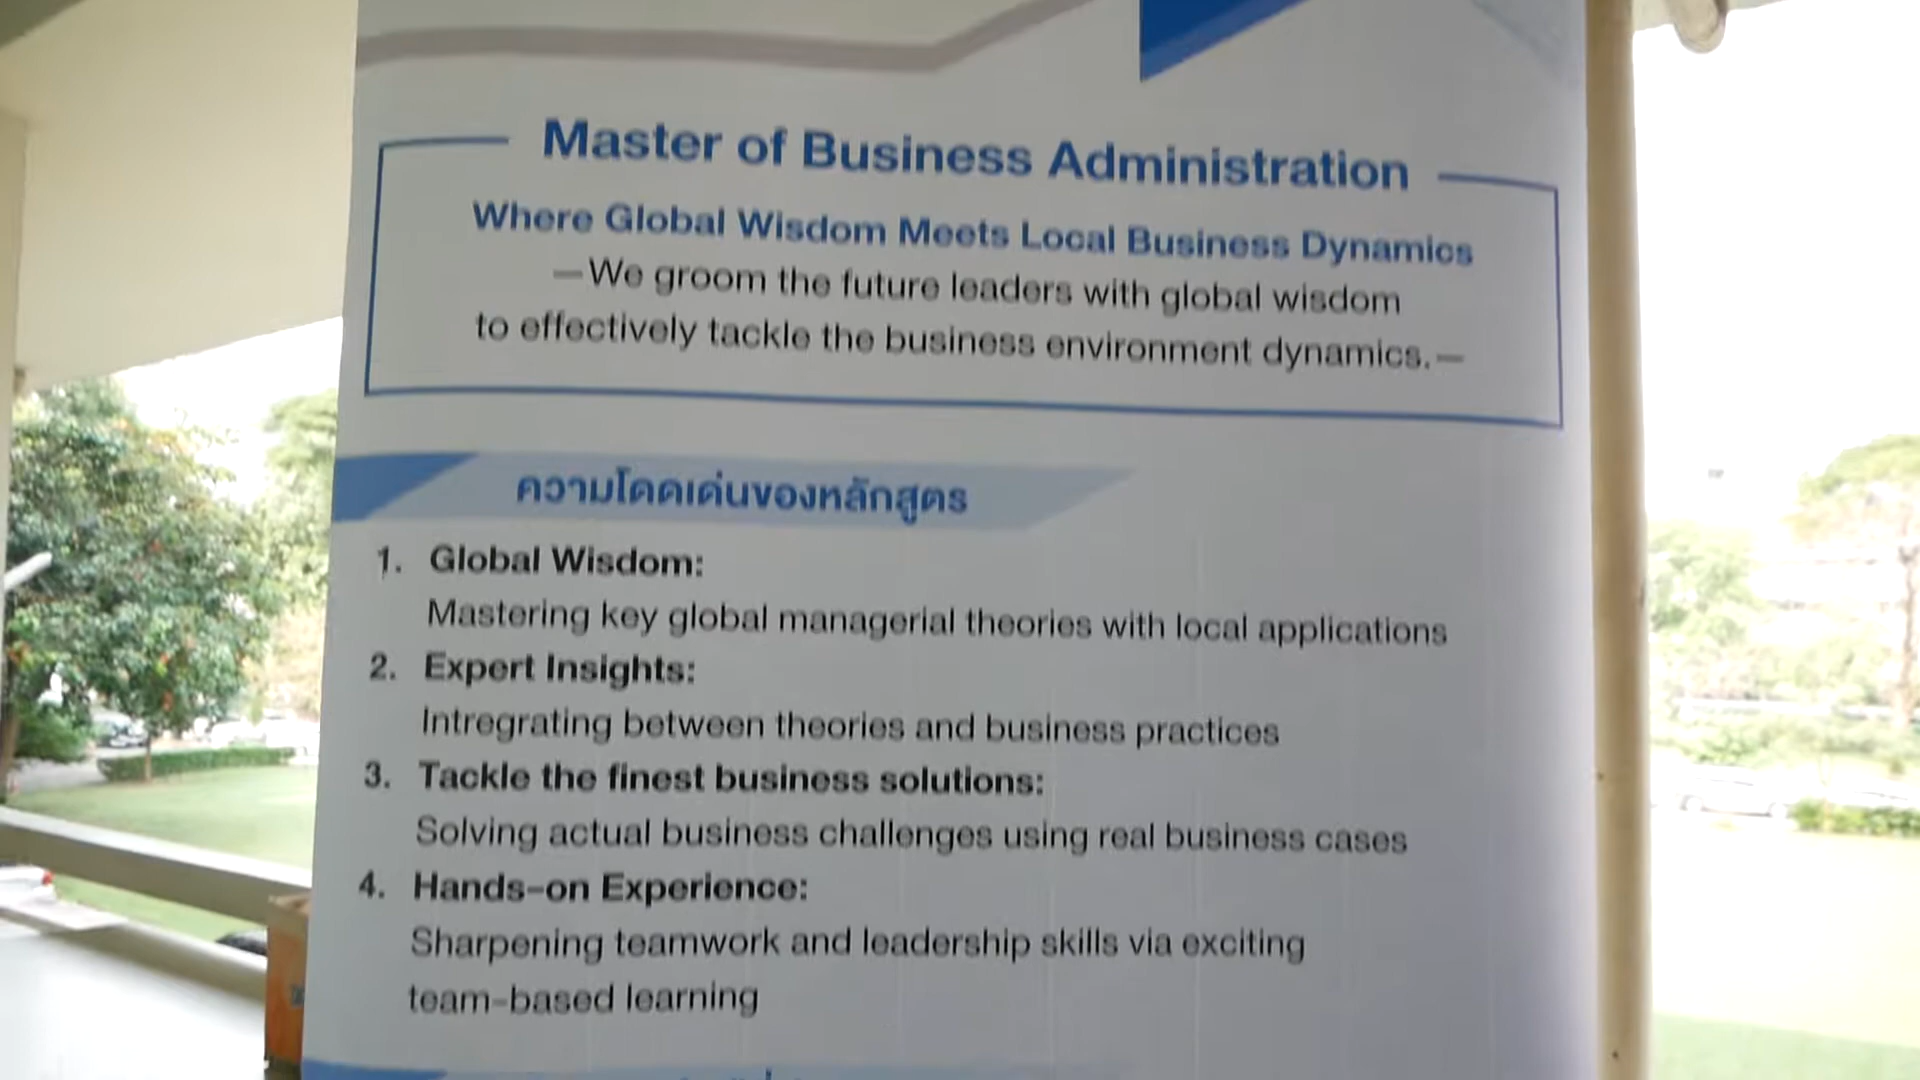 Master of Business Administration
Where Global Wisdom Meets Local Business Dynamics
—We groom the future leaders with global wisdom
to effectively tackle the business environment dynamics.—
ความโดดเด่นของหลักสูตร
1. Global Wisdom:
Mastering key global managerial theories with local applications
2. Expert Insights:
Intregrating between theories and business practices
3. Tackle the finest business solutions:
Solving actual business challenges using real business cases
4. Hands-on Experience:
Sharpening teamwork and leadership skills via exciting
team-based learning